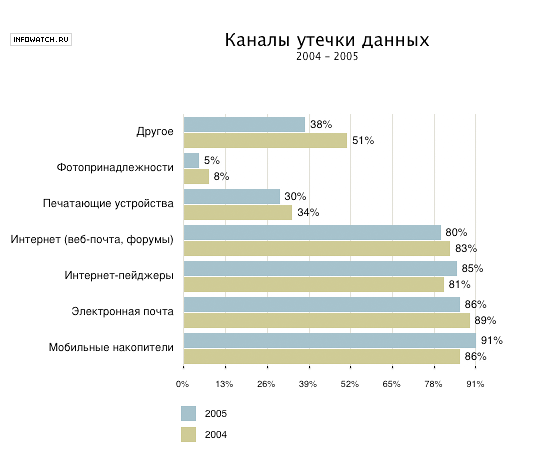 INFOWATCH.RU
Каналы утечки данных
2004 - 2005
Другое
38%
51%
Фотопринадлежности
5%
8%
Печатающие устройства
30%
34%
Интернет (веб-почта, форумы)
80%
83%
Интернет-пейджеры
85%
81%
Электронная почта
86%
89%
Мобильные накопители
91%
86%
0% 13% 26% 39% 52% 65% 78% 91%
2005
2004